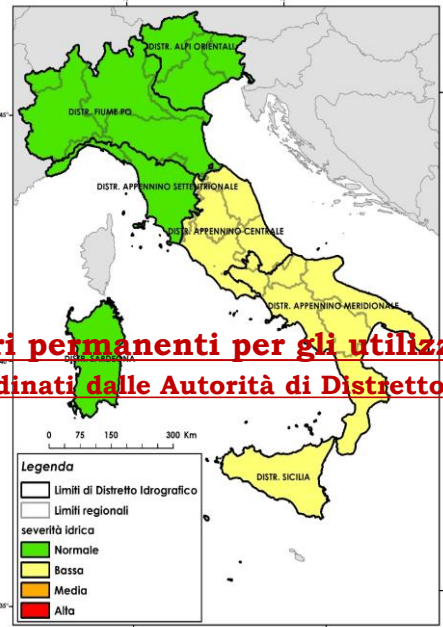 DISTR. ALPI ORIENTALI
45°
DISTR. FIUME PO
DISTR. APPENNINO SETTENTRIONALE
DISTR. APPENNINO CENTRALE
DISTR. APPENNINO MERIDIONALE
ri permanenti per gli utilizz
DISTR. SARDEGNA
dinati dalle Autorità di Distretto
0 75 150 300 Km
DISTR. SICILIA
Legenda
Limiti di Distretto Idrografico
Limiti regionali
severità idrica
Normale
Bassa
Media
Alta